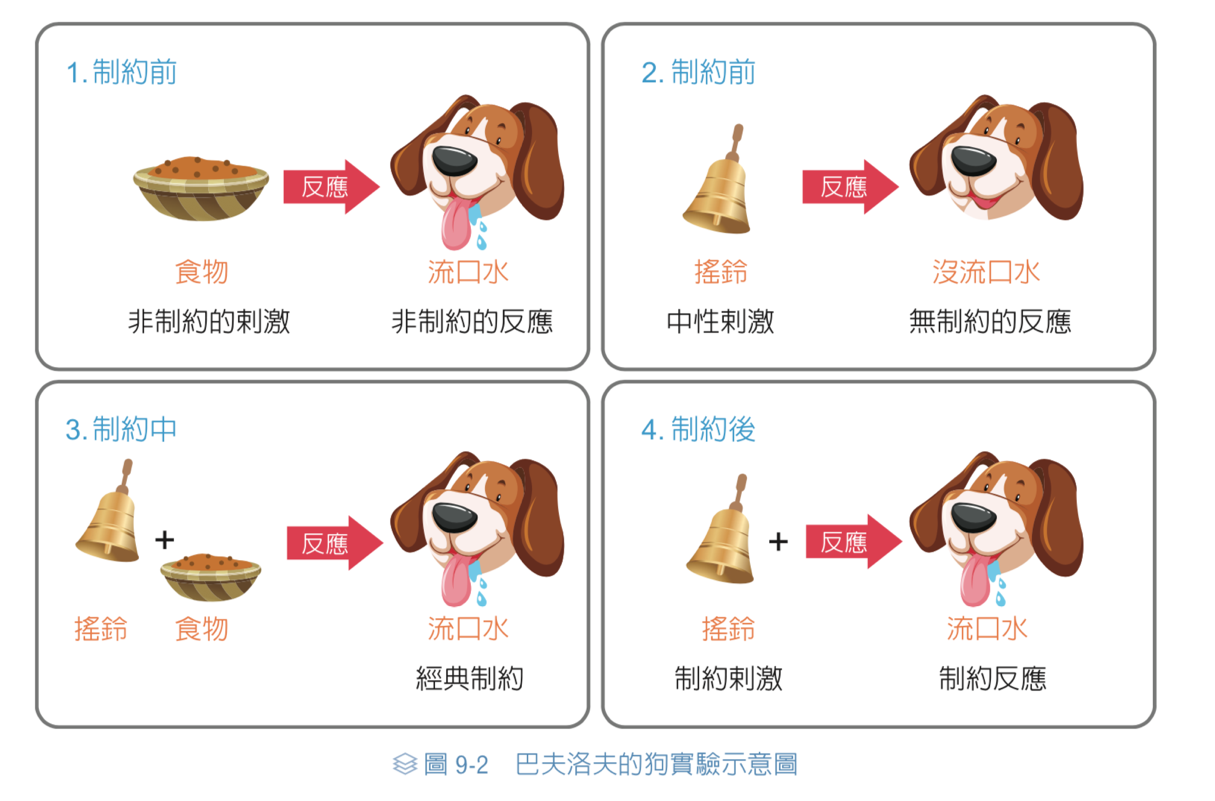 1. 制約前
反應
食物
流口水
非制約的刺激
非制約的反應
2. 制約前
反應
搖鈴
沒流口水
中性刺激
無制約的反應
3. 制約中
+
反應
搖鈴
食物
流口水
經典制約
4. 制約後
+
反應
搖鈴
流口水
制約刺激
制約反應
圖 9-2 巴夫洛夫的狗實驗示意圖